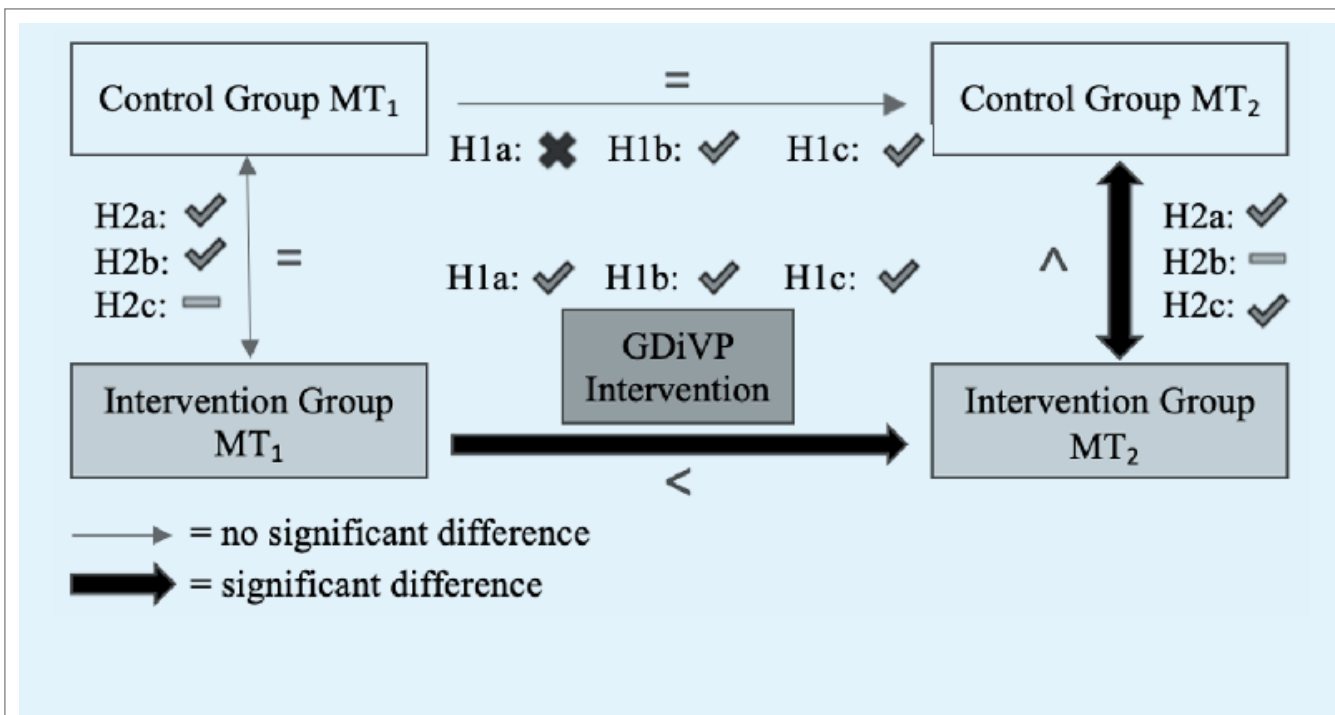 Control Group MT₁
=
Control Group MT₂
H1a: ✖ H1b: ✔ H1c: ✔
H2a: ✔
H2b: ✔
H2c: –
=
H1a: ✔ H1b: ✔ H1c: ✔
^
H2a: ✔
H2b: –
H2c: ✔
GDiVP
Intervention
Intervention Group
MT₁
<
Intervention Group
MT₂
= no significant difference
= significant difference